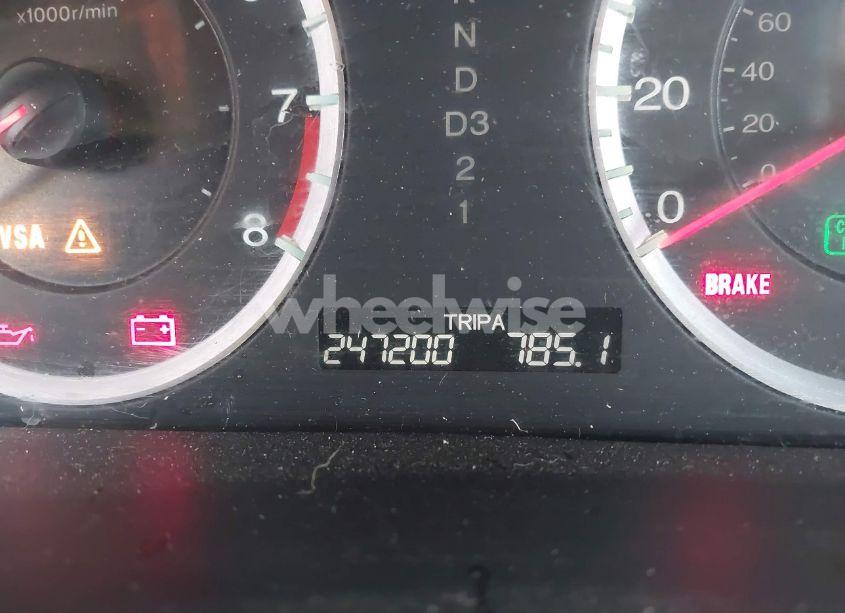 x1000r/min
7
8
VSA
N
D
D3
2
1
60
40
20
0
20
0
BRAKE
wheelwise
TRIPA
247200 785.1